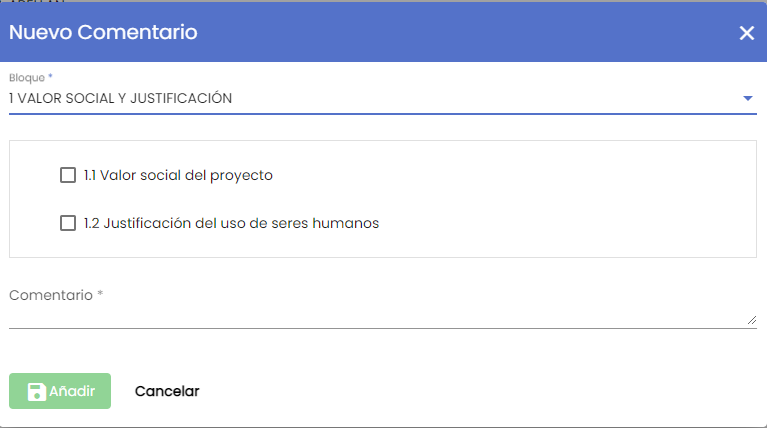 Nuevo Comentario
Bloque *
1 VALOR SOCIAL Y JUSTIFICACIÓN
1.1 Valor social del proyecto
1.2 Justificación del uso de seres humanos
Comentario *
Añadir Cancelar